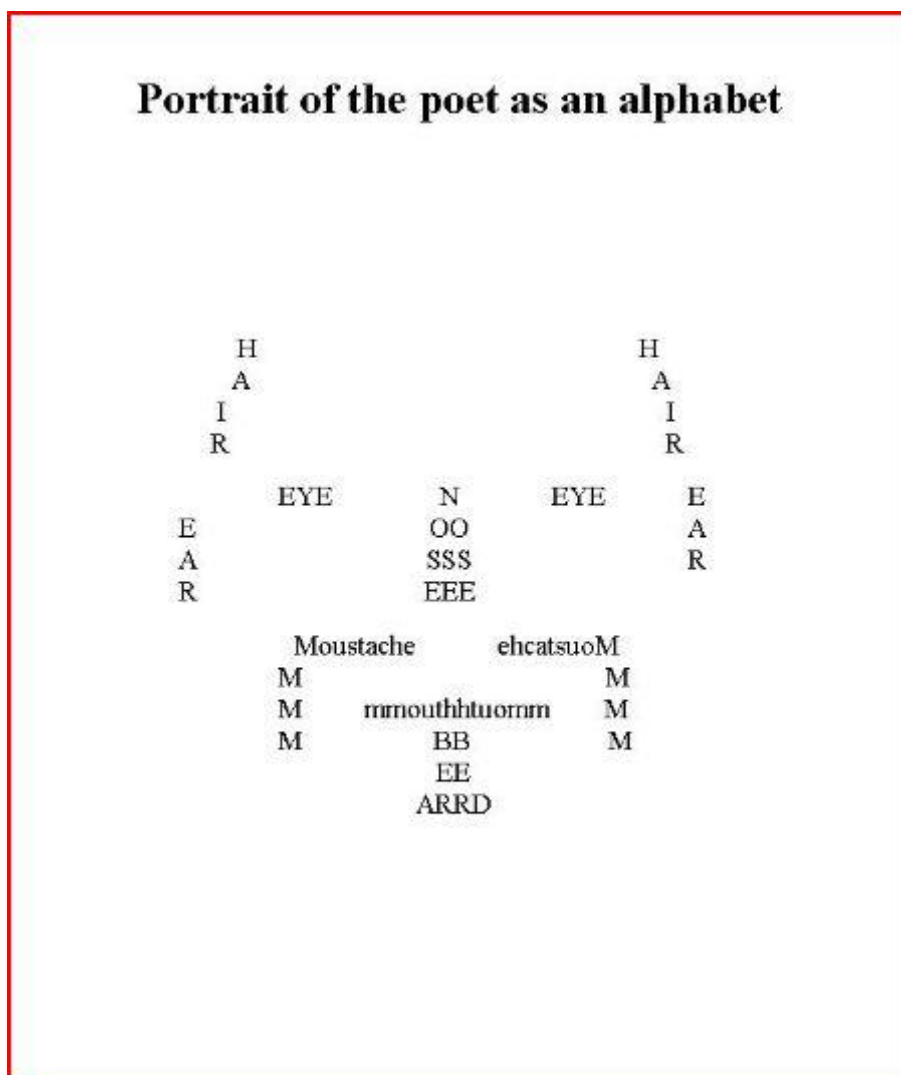 Portrait of the poet as an alphabet
H H
A A
I I
R R
EYE N EYE E
E OO A
A SSS R
R EEE
Moustache ehcatsuoM
M M
M mmouthhtuomm M
M BB M
EE
ARRD